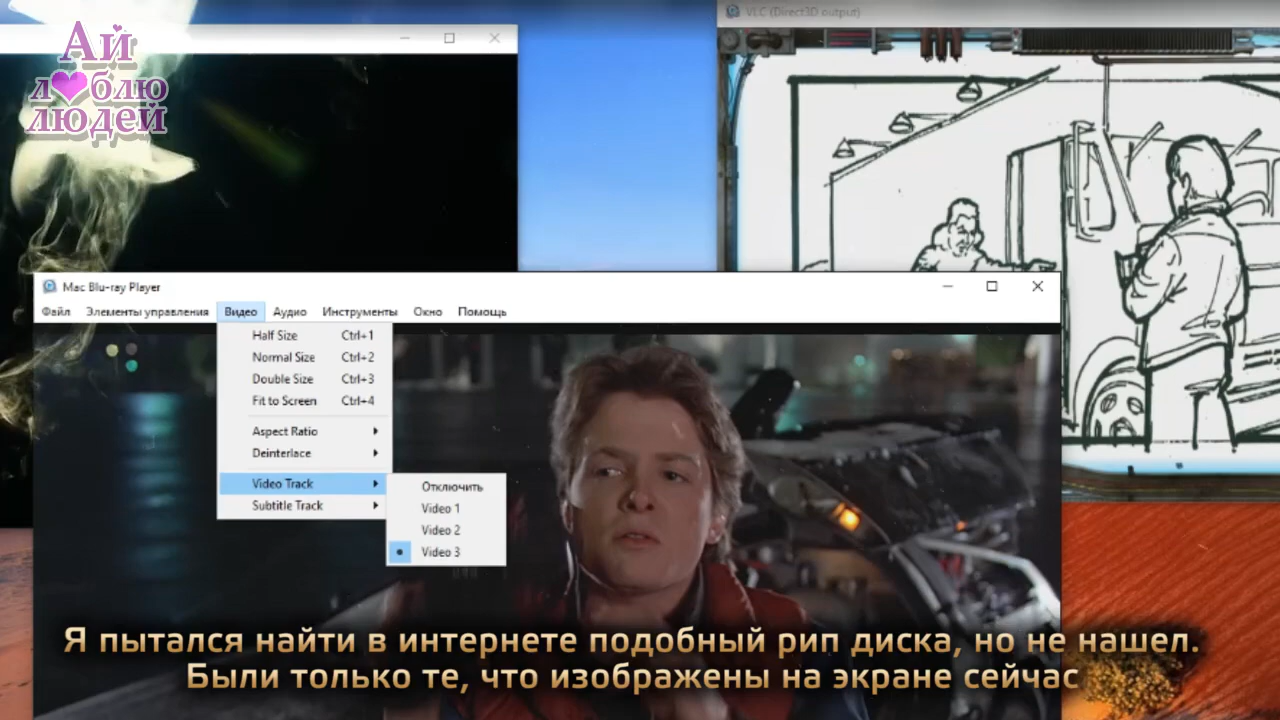 VLC (Direct3D output)
Ай
люблю
людей
Mac Blu-ray Player
Файл Элементы управления Видео Аудио Инструменты Окно Помощь
Half Size Ctrl+1
Normal Size Ctrl+2
Double Size Ctrl+3
Fit to Screen Ctrl+4
Aspect Ratio
Deinterlace
Video Track
Subtitle Track
Отключить
Video 1
Video 2
Video 3
Я пытался найти в интернете подобный рип диска, но не нашел.
Были только те, что изображены на экране сейчас